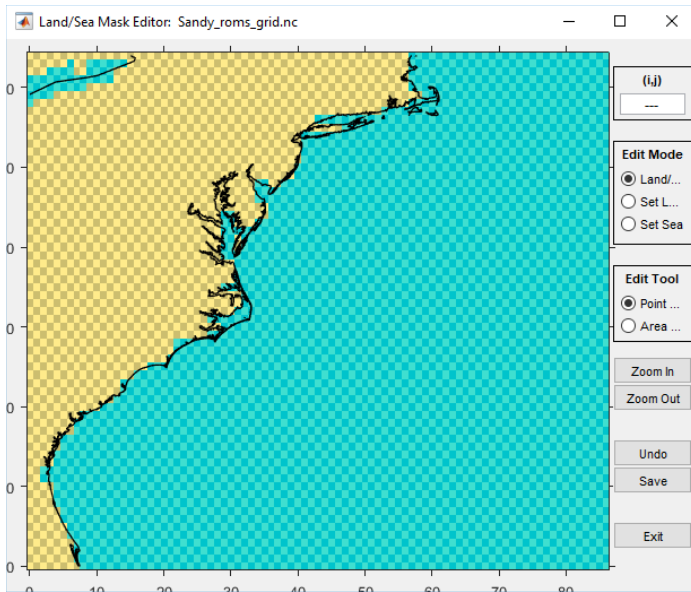 Land/Sea Mask Editor: Sandy_roms_grid.nc
(i,j)
---
Edit Mode
Land/...
Set L...
Set Sea
Edit Tool
Point ...
Area ...
Zoom In
Zoom Out
Undo
Save
Exit
0
0
0
0
0
0
0
0 10 20 30 40 50 60 70 80